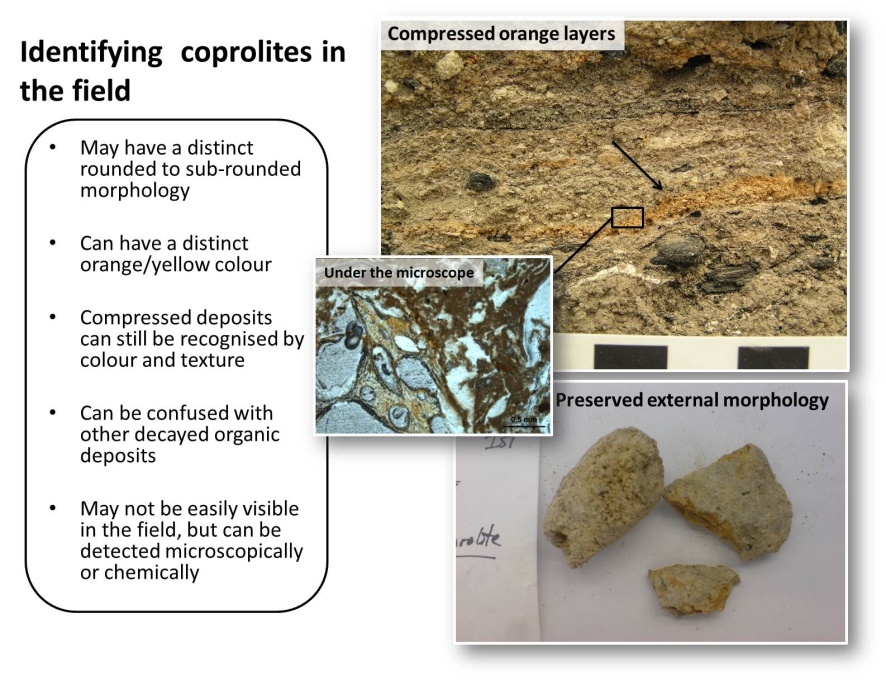 Identifying coprolites in
the field
• May have a distinct
rounded to sub-rounded
morphology
• Can have a distinct
orange/yellow colour
• Compressed deposits
can still be recognised by
colour and texture
• Can be confused with
other decayed organic
deposits
• May not be easily visible
in the field, but can be
detected microscopically
or chemically
Compressed orange layers
Under the microscope
0.5 mm
Preserved external morphology